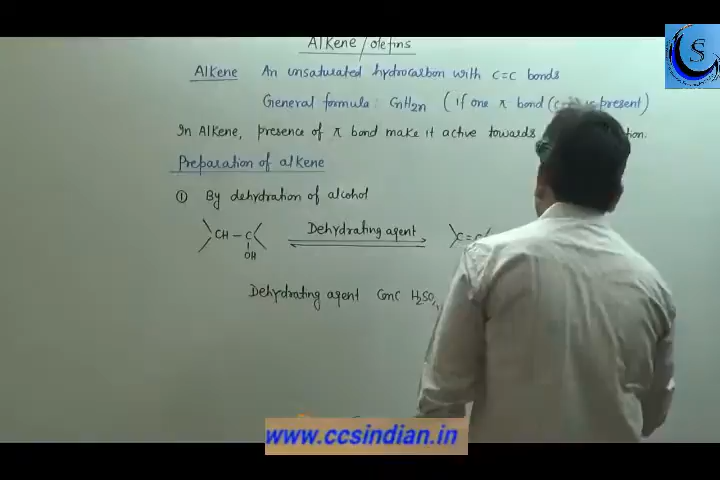 Alkene/olefins
S
Alkene An unsaturated hydrocarbon with C=C bonds
General formula: CnH2n (if one π bond (C=C) is present)
In Alkene, presence of π bond make it active towards
Preparation of alkene
① By dehydration of alcohol
CH – C Dehydrating agent C=C
OH
Dehydrating agent Conc H2SO4
www.ccsindian.in